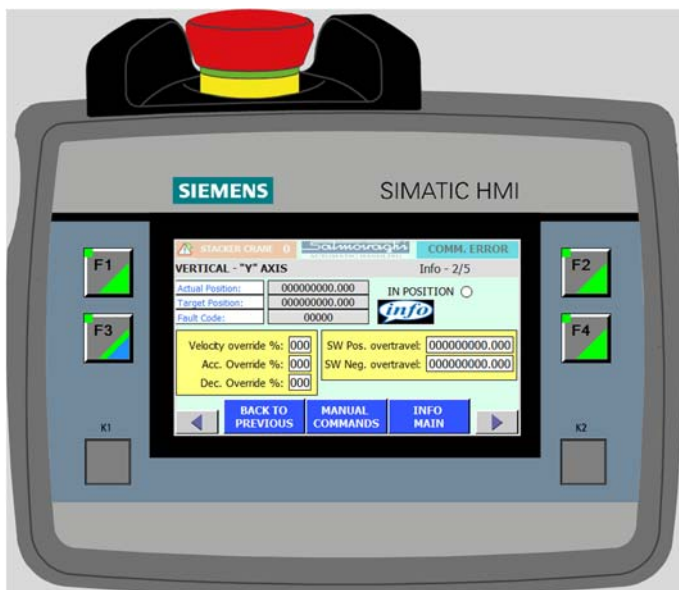 SIEMENS SIMATIC HMI
STACKER CRANE 0 Salmoraghi COMM. ERROR
VERTICAL - "Y" AXIS Info - 2/5
Actual Position: 000000000.000 IN POSITION
Target Position: 000000000.000
Fault Code: 00000 info
Velocity override %: 000 SW Pos. overtravel: 000000000.000
Acc. Override %: 000 SW Neg. overtravel: 000000000.000
Dec. Override %: 000
BACK TO MANUAL INFO
PREVIOUS COMMANDS MAIN
F1 F2
F3 F4
K1 K2